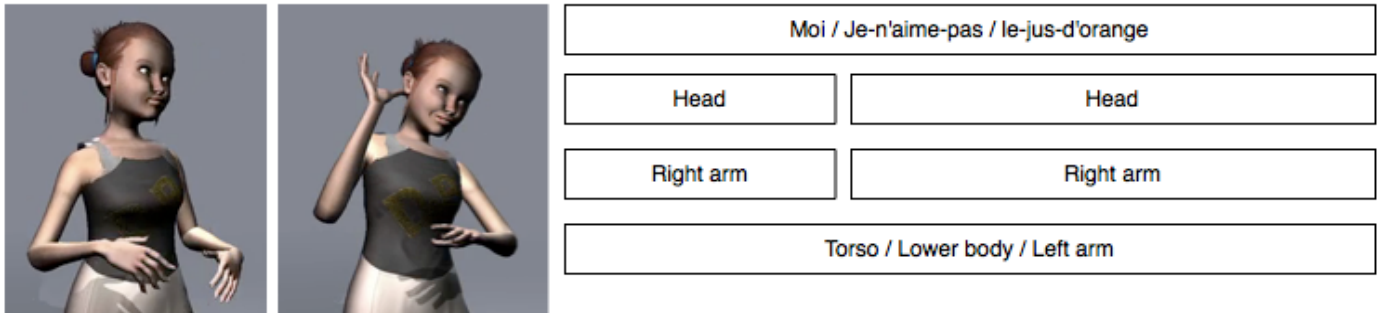 Moi / Je-n'aime-pas / le-jus-d'orange
Head Head
Right arm Right arm
Torso / Lower body / Left arm